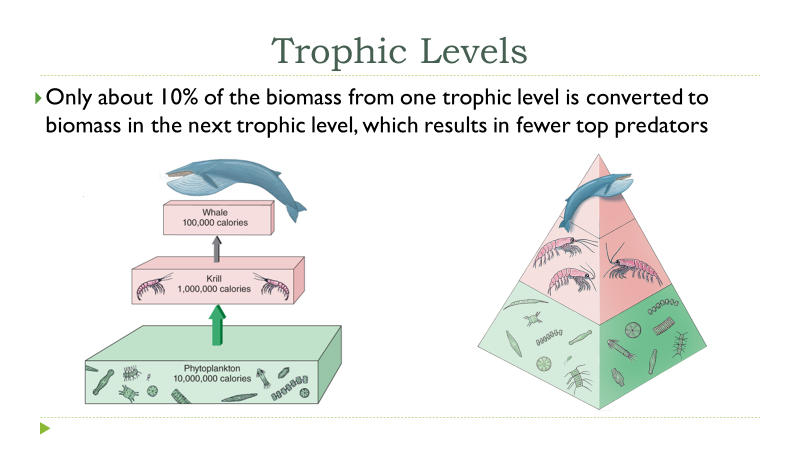 Trophic Levels
Only about 10% of the biomass from one trophic level is converted to
biomass in the next trophic level, which results in fewer top predators
Whale
100,000 calories
Krill
1,000,000 calories
Phytoplankton
10,000,000 calories